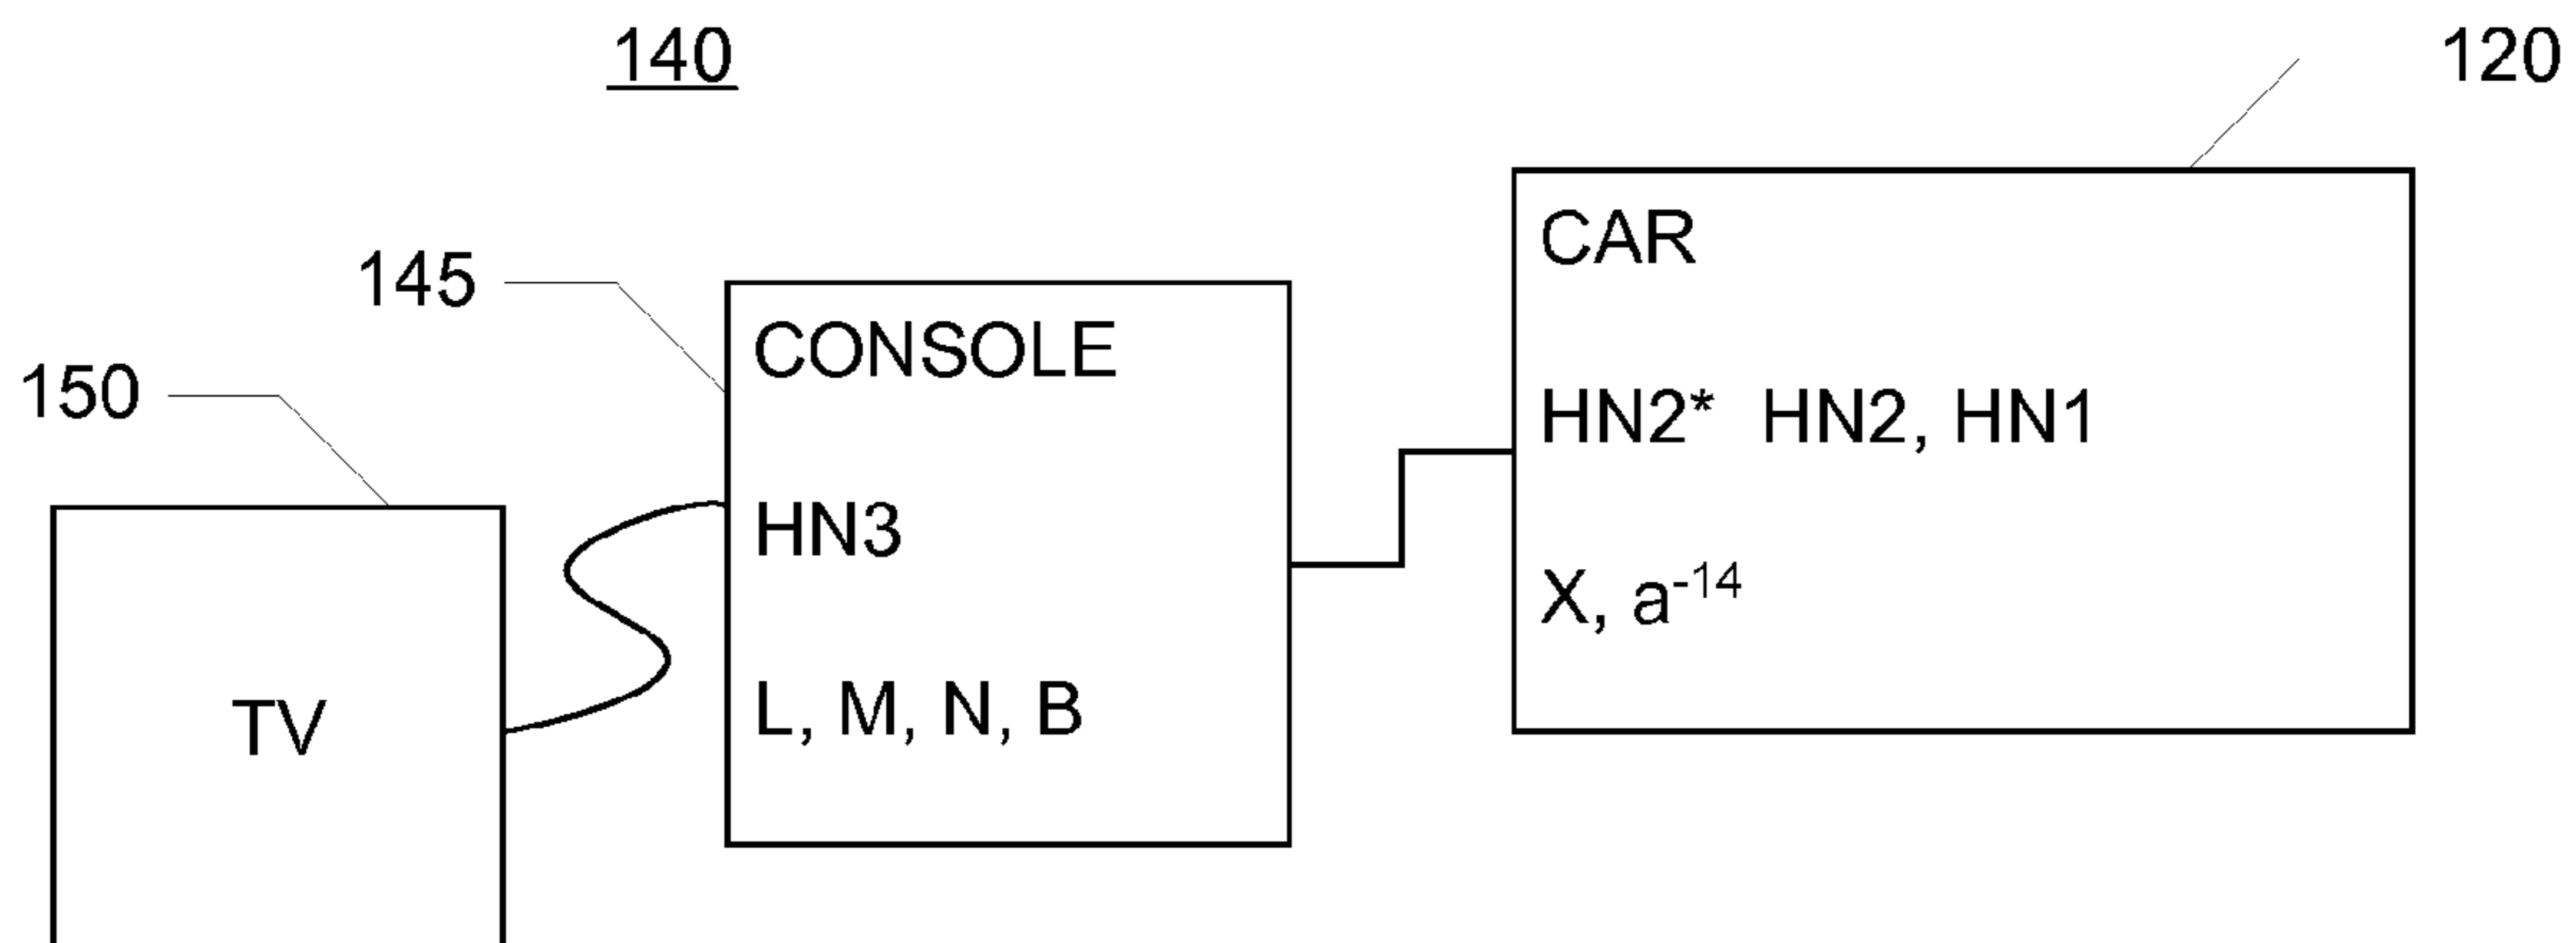 140
120
CAR
145
CONSOLE
150
HN2* HN2, HN1
HN3
X, a⁻¹⁴
L, M, N, B
TV